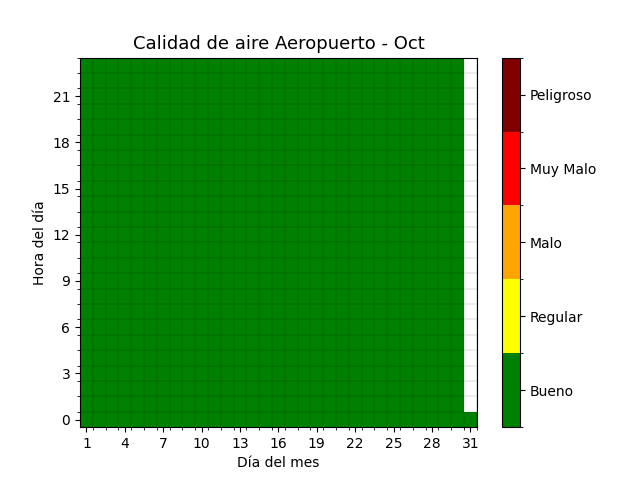 Calidad de aire Aeropuerto - Oct
Hora del día
21
18
15
12
9
6
3
0
1 4 7 10 13 16 19 22 25 28 31
Día del mes
Peligroso
Muy Malo
Malo
Regular
Bueno